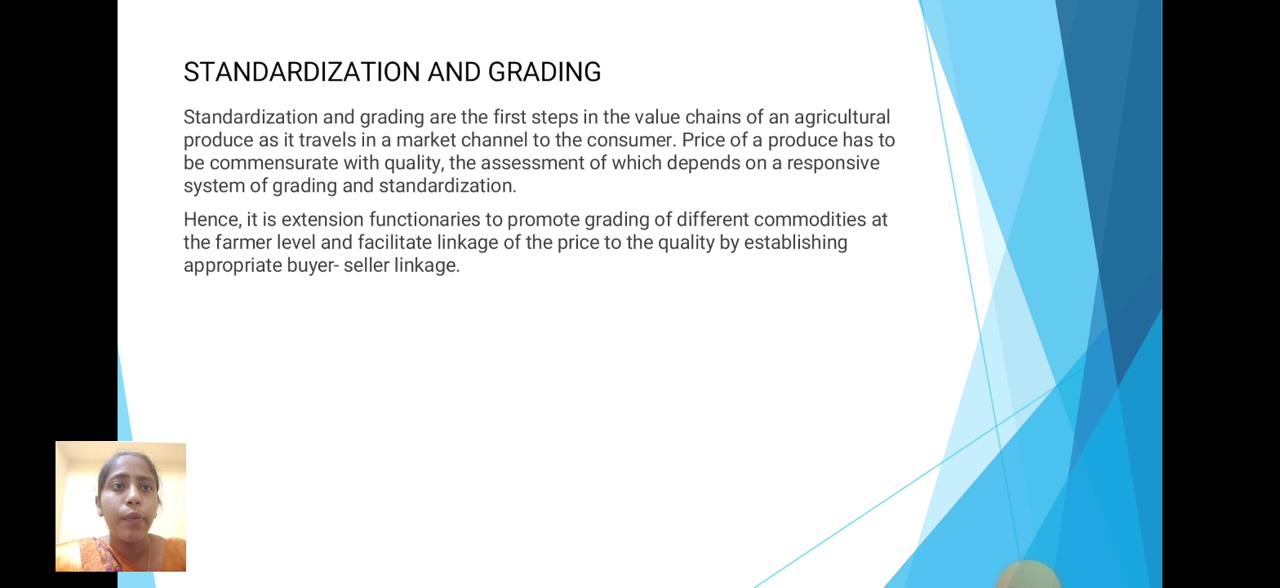 STANDARDIZATION AND GRADING
Standardization and grading are the first steps in the value chains of an agricultural
produce as it travels in a market channel to the consumer. Price of a produce has to
be commensurate with quality, the assessment of which depends on a responsive
system of grading and standardization.
Hence, it is extension functionaries to promote grading of different commodities at
the farmer level and facilitate linkage of the price to the quality by establishing
appropriate buyer- seller linkage.